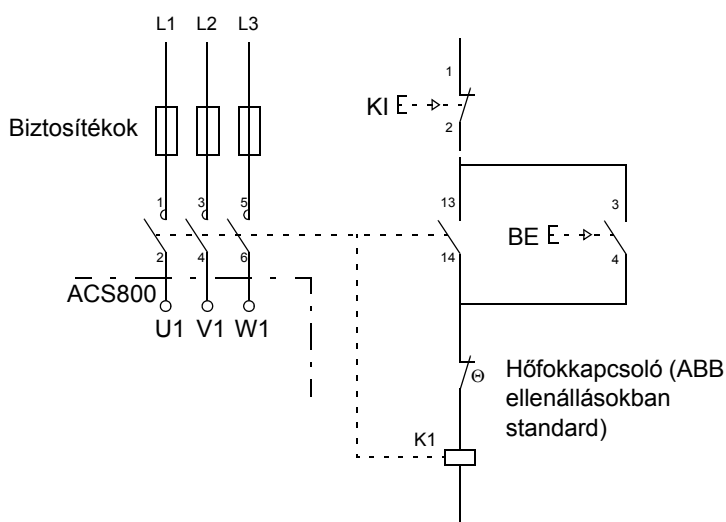 L1 L2 L3
1
KI
2
Biztosítékok
1 3 5
13
3
BE
2 4 6
14
4
ACS800
U1 V1 W1
Θ
Hőfokkapcsoló (ABB
ellenállásokban
standard)
K1